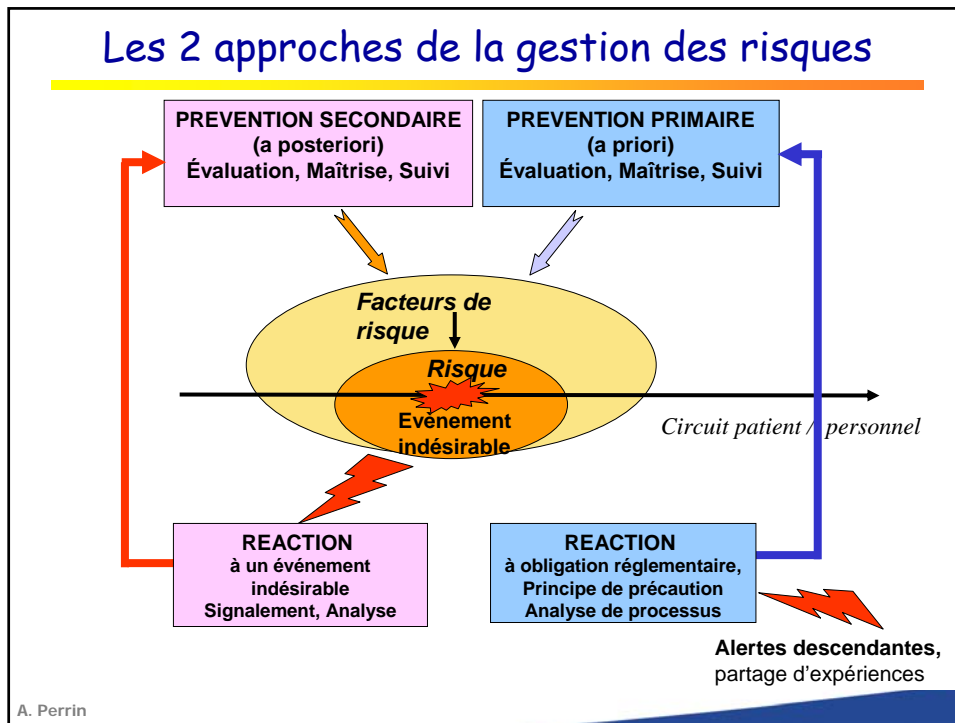 Les 2 approches de la gestion des risques
PREVENTION SECONDAIRE
(a posteriori)
Évaluation, Maîtrise, Suivi
PREVENTION PRIMAIRE
(a priori)
Évaluation, Maîtrise, Suivi
Facteurs de
risque
Risque
Evènement
indésirable
Circuit patient / personnel
REACTION
à un événement
indésirable
Signalement, Analyse
REACTION
à obligation réglementaire,
Principe de précaution
Analyse de processus
Alertes descendantes,
partage d'expériences
A. Perrin